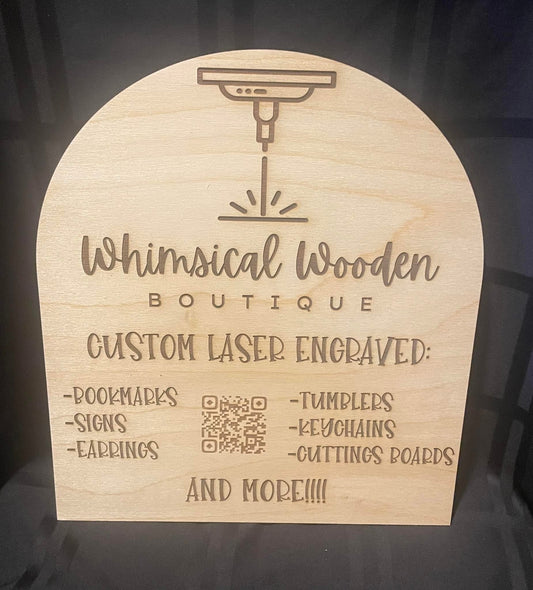 Whimsical Wooden
BOUTIQUE
CUSTOM LASER ENGRAVED:
-BOOKMARKS
-SIGNS
-EARRINGS
-TUMBLERS
-KEYCHAINS
-CUTTINGS BOARDS
AND MORE!!!!